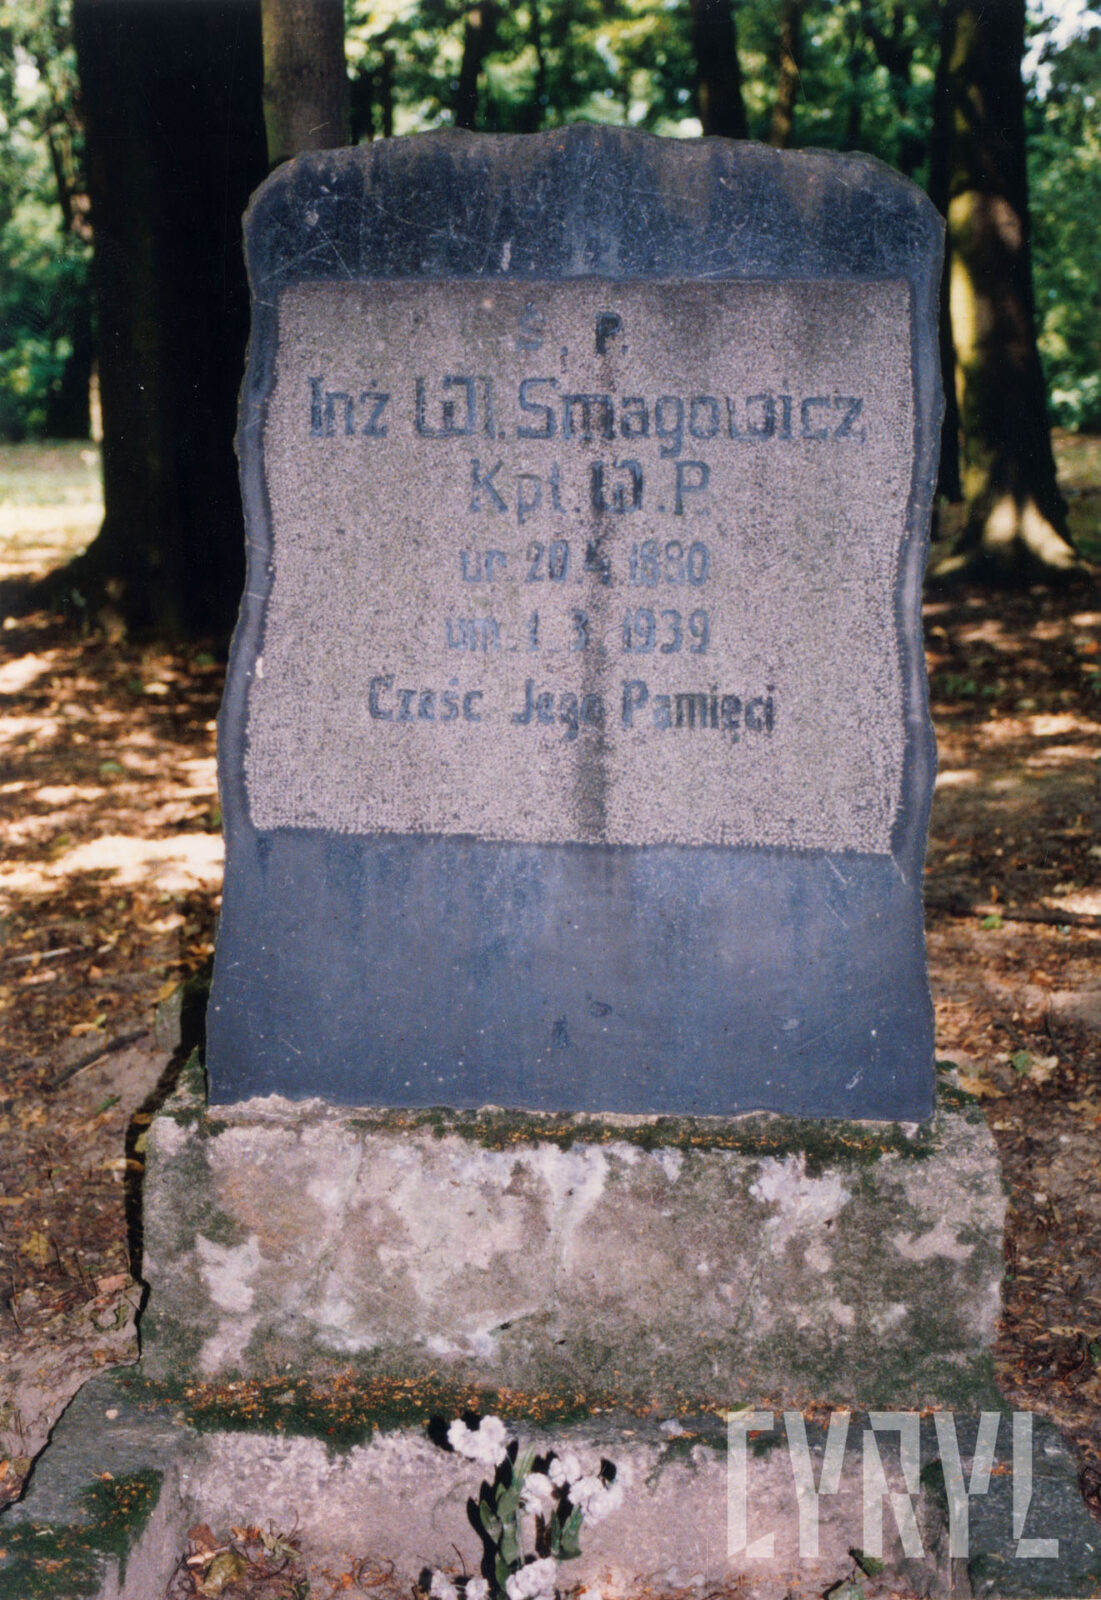 Ś. P.
Inż Wł. Smagowicz
Kpt. W. P.
ur. 20. 4. 1880
um. 1. 3. 1939
Cześć Jego Pamięci
CYRYL